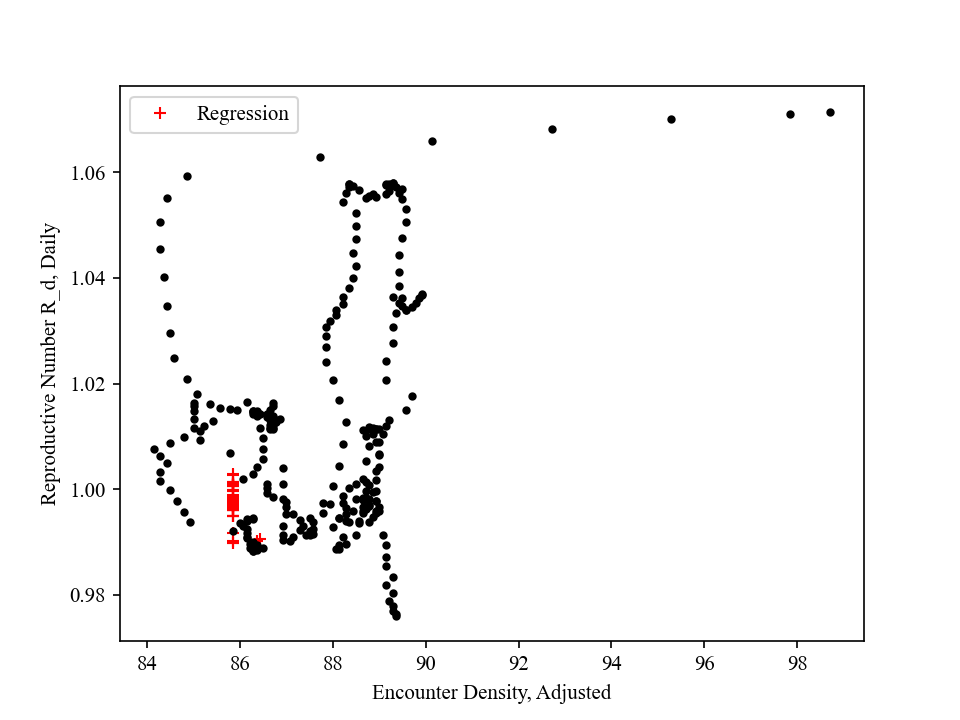 Regression
Reproductive Number R_d, Daily
1.06
1.04
1.02
1.00
0.98
84 86 88 90 92 94 96 98
Encounter Density, Adjusted